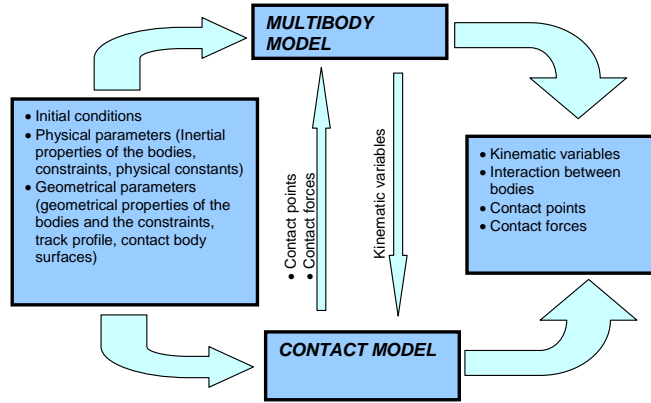 MULTIBODY
MODEL
• Initial conditions
• Physical parameters (Inertial
properties of the bodies,
constraints, physical constants)
• Geometrical parameters
(geometrical properties of the
bodies and the constraints,
track profile, contact body
surfaces)
• Contact points
• Contact forces
Kinematic variables
• Kinematic variables
• Interaction between
bodies
• Contact points
• Contact forces
CONTACT MODEL